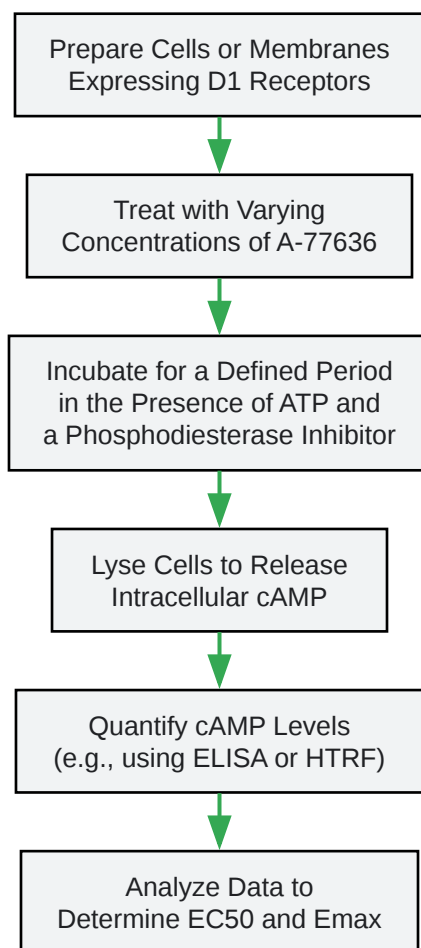 Prepare Cells or Membranes
Expressing D1 Receptors
Treat with Varying
Concentrations of A-77636
Incubate for a Defined Period
in the Presence of ATP and
a Phosphodiesterase Inhibitor
Lyse Cells to Release
Intracellular cAMP
Quantify cAMP Levels
(e.g., using ELISA or HTRF)
Analyze Data to
Determine EC50 and Emax